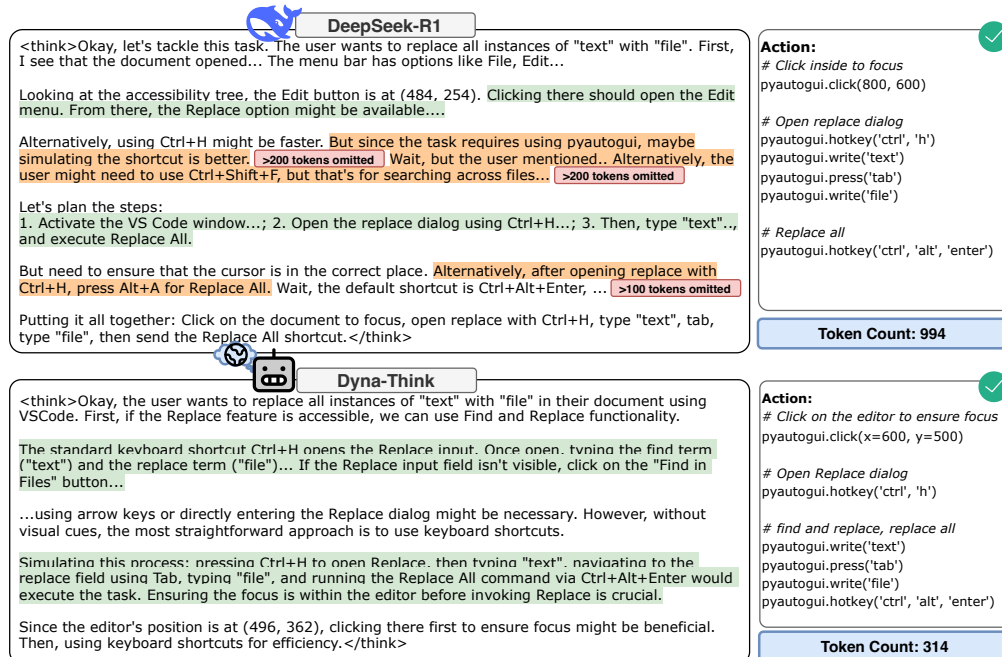 DeepSeek-R1
<think>Okay, let's tackle this task. The user wants to replace all instances of "text" with "file". First,
I see that the document opened... The menu bar has options like File, Edit...
Looking at the accessibility tree, the Edit button is at (484, 254). Clicking there should open the Edit
menu. From there, the Replace option might be available....
Alternatively, using Ctrl+H might be faster. But since the task requires using pyautogui, maybe
simulating the shortcut is better. >200 tokens omitted Wait, but the user mentioned.. Alternatively, the
user might need to use Ctrl+Shift+F, but that's for searching across files... >200 tokens omitted
Let's plan the steps:
1. Activate the VS Code window...; 2. Open the replace dialog using Ctrl+H...; 3. Then, type "text"..,
and execute Replace All.
But need to ensure that the cursor is in the correct place. Alternatively, after opening replace with
Ctrl+H, press Alt+A for Replace All. Wait, the default shortcut is Ctrl+Alt+Enter, ... >100 tokens omitted
Putting it all together: Click on the document to focus, open replace with Ctrl+H, type "text", tab,
type "file", then send the Replace All shortcut.</think>
Action:
# Click inside to focus
pyautogui.click(800, 600)
# Open replace dialog
pyautogui.hotkey('ctrl', 'h')
pyautogui.write('text')
pyautogui.press('tab')
pyautogui.write('file')
# Replace all
pyautogui.hotkey('ctrl', 'alt', 'enter')
Token Count: 994
Dyna-Think
<think>Okay, the user wants to replace all instances of "text" with "file" in their document using
VSCode. First, if the Replace feature is accessible, we can use Find and Replace functionality.
The standard keyboard shortcut Ctrl+H opens the Replace input. Once open, typing the find term
("text") and the replace term ("file")... If the Replace input field isn't visible, click on the "Find in
Files" button...
...using arrow keys or directly entering the Replace dialog might be necessary. However, without
visual cues, the most straightforward approach is to use keyboard shortcuts.
Simulating this process: pressing Ctrl+H to open Replace, then typing "text", navigating to the
replace field using Tab, typing "file", and running the Replace All command via Ctrl+Alt+Enter would
execute the task. Ensuring the focus is within the editor before invoking Replace is crucial.
Since the editor's position is at (496, 362), clicking there first to ensure focus might be beneficial.
Then, using keyboard shortcuts for efficiency.</think>
Action:
# Click on the editor to ensure focus
pyautogui.click(x=600, y=500)
# Open Replace dialog
pyautogui.hotkey('ctrl', 'h')
# find and replace, replace all
pyautogui.write('text')
pyautogui.press('tab')
pyautogui.write('file')
pyautogui.hotkey('ctrl', 'alt', 'enter')
Token Count: 314